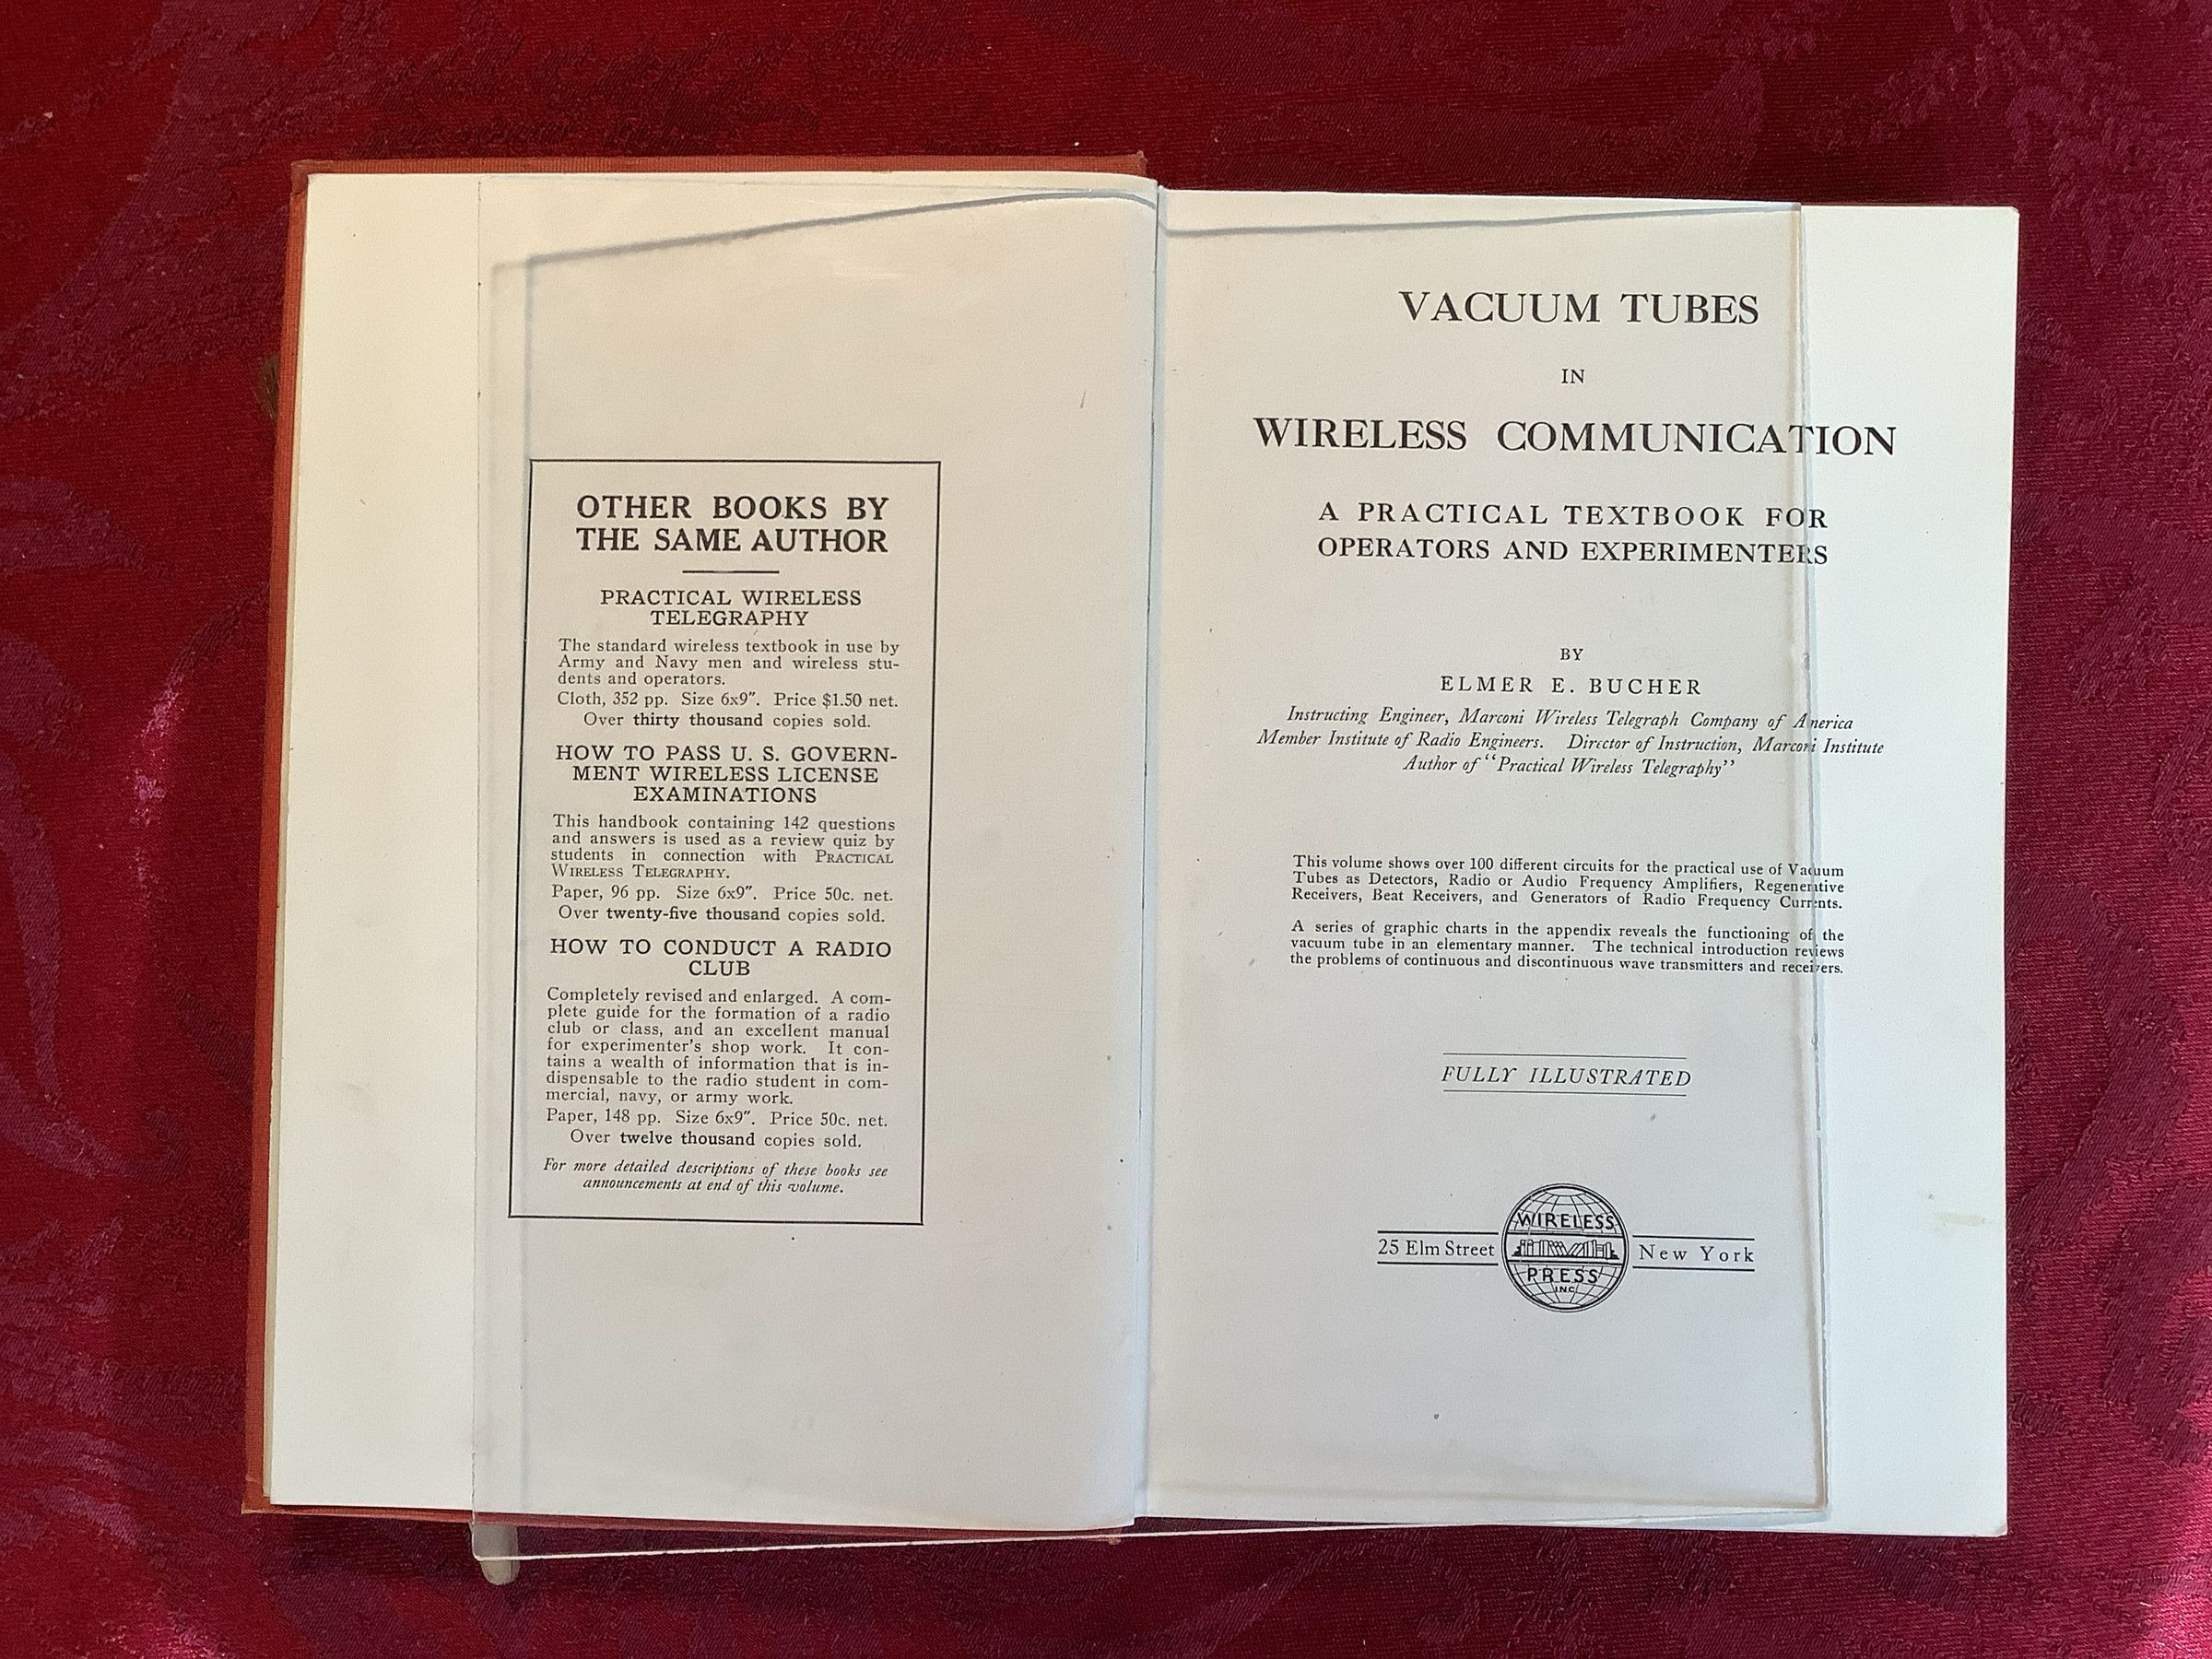 OTHER BOOKS BY
THE SAME AUTHOR
PRACTICAL WIRELESS
TELEGRAPHY
The standard wireless textbook in use by
Army and Navy men and wireless stu-
dents and operators.
Cloth, 352 pp. Size 6x9″. Price $1.50 net.
Over thirty thousand copies sold.
HOW TO PASS U. S. GOVERN-
MENT WIRELESS LICENSE
EXAMINATIONS
This handbook containing 142 questions
and answers is used as a review quiz by
students in connection with PRACTICAL
WIRELESS TELEGRAPHY.
Paper, 96 pp. Size 6x9″. Price 50c. net.
Over twenty-five thousand copies sold.
HOW TO CONDUCT A RADIO
CLUB
Completely revised and enlarged. A com-
plete guide for the formation of a radio
club or class, and an excellent manual
for experimenter's shop work. It con-
tains a wealth of information that is in-
dispensable to the radio student in com-
mercial, navy, or army work.
Paper, 148 pp. Size 6x9″. Price 50c. net.
Over twelve thousand copies sold.
For more detailed descriptions of these books see
announcements at end of this volume.
VACUUM TUBES
IN
WIRELESS COMMUNICATION
A PRACTICAL TEXTBOOK FOR
OPERATORS AND EXPERIMENTERS
BY
ELMER E. BUCHER
Instructing Engineer, Marconi Wireless Telegraph Company of America
Member Institute of Radio Engineers. Director of Instruction, Marconi Institute
Author of "Practical Wireless Telegraphy"
This volume shows over 100 different circuits for the practical use of Vacuum
Tubes as Detectors, Radio or Audio Frequency Amplifiers, Regenerative
Receivers, Beat Receivers, and Generators of Radio Frequency Currents.
A series of graphic charts in the appendix reveals the functioning of the
vacuum tube in an elementary manner. The technical introduction reviews
the problems of continuous and discontinuous wave transmitters and receivers.
FULLY ILLUSTRATED
WIRELESS
25 Elm Street New York
PRESS
INC